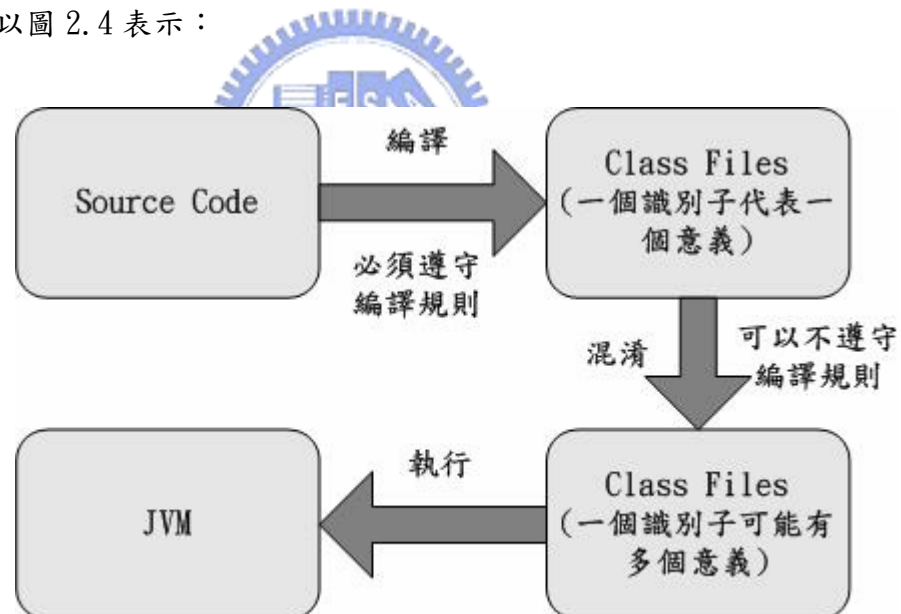 以圖 2.4 表示：
Source Code
編譯
必須遵守
編譯規則
Class Files
（一個識別子代表一
個意義）
混淆
可以不遵守
編譯規則
Class Files
（一個識別子可能有
多個意義）
執行
JVM